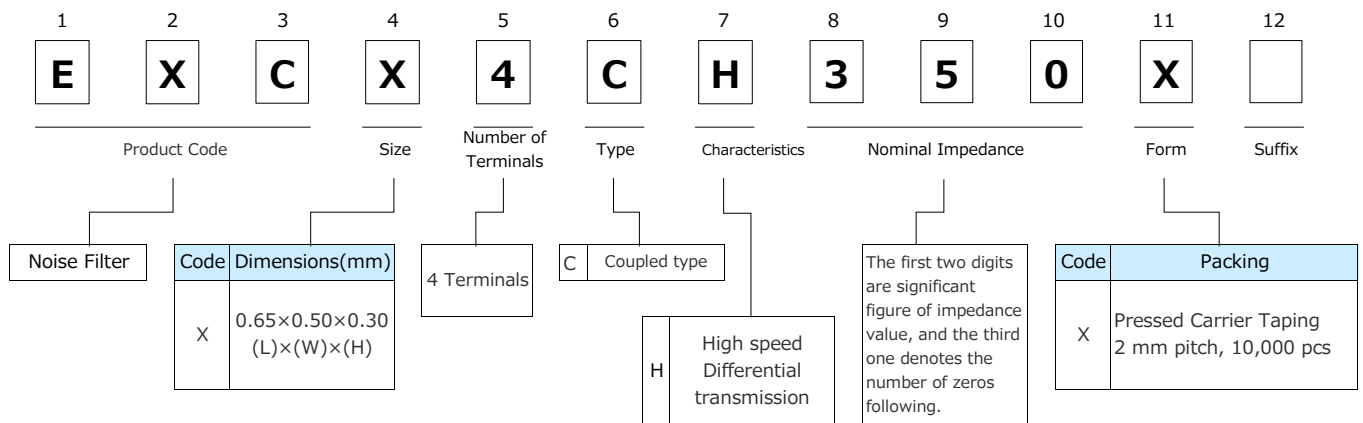 1 2 3 4 5 6 7 8 9 10 11 12
E X C X 4 C H 3 5 0 X
Product Code
Size
Number of
Terminals
Type
Characteristics
Nominal Impedance
Form
Suffix
Noise Filter
Code Dimensions(mm)
X
0.65×0.50×0.30
(L)×(W)×(H)
4 Terminals
C Coupled type
H
High speed
Differential
transmission
The first two digits
are significant
figure of impedance
value, and the third
one denotes the
number of zeros
following.
Code Packing
X
Pressed Carrier Taping
2 mm pitch, 10,000 pcs